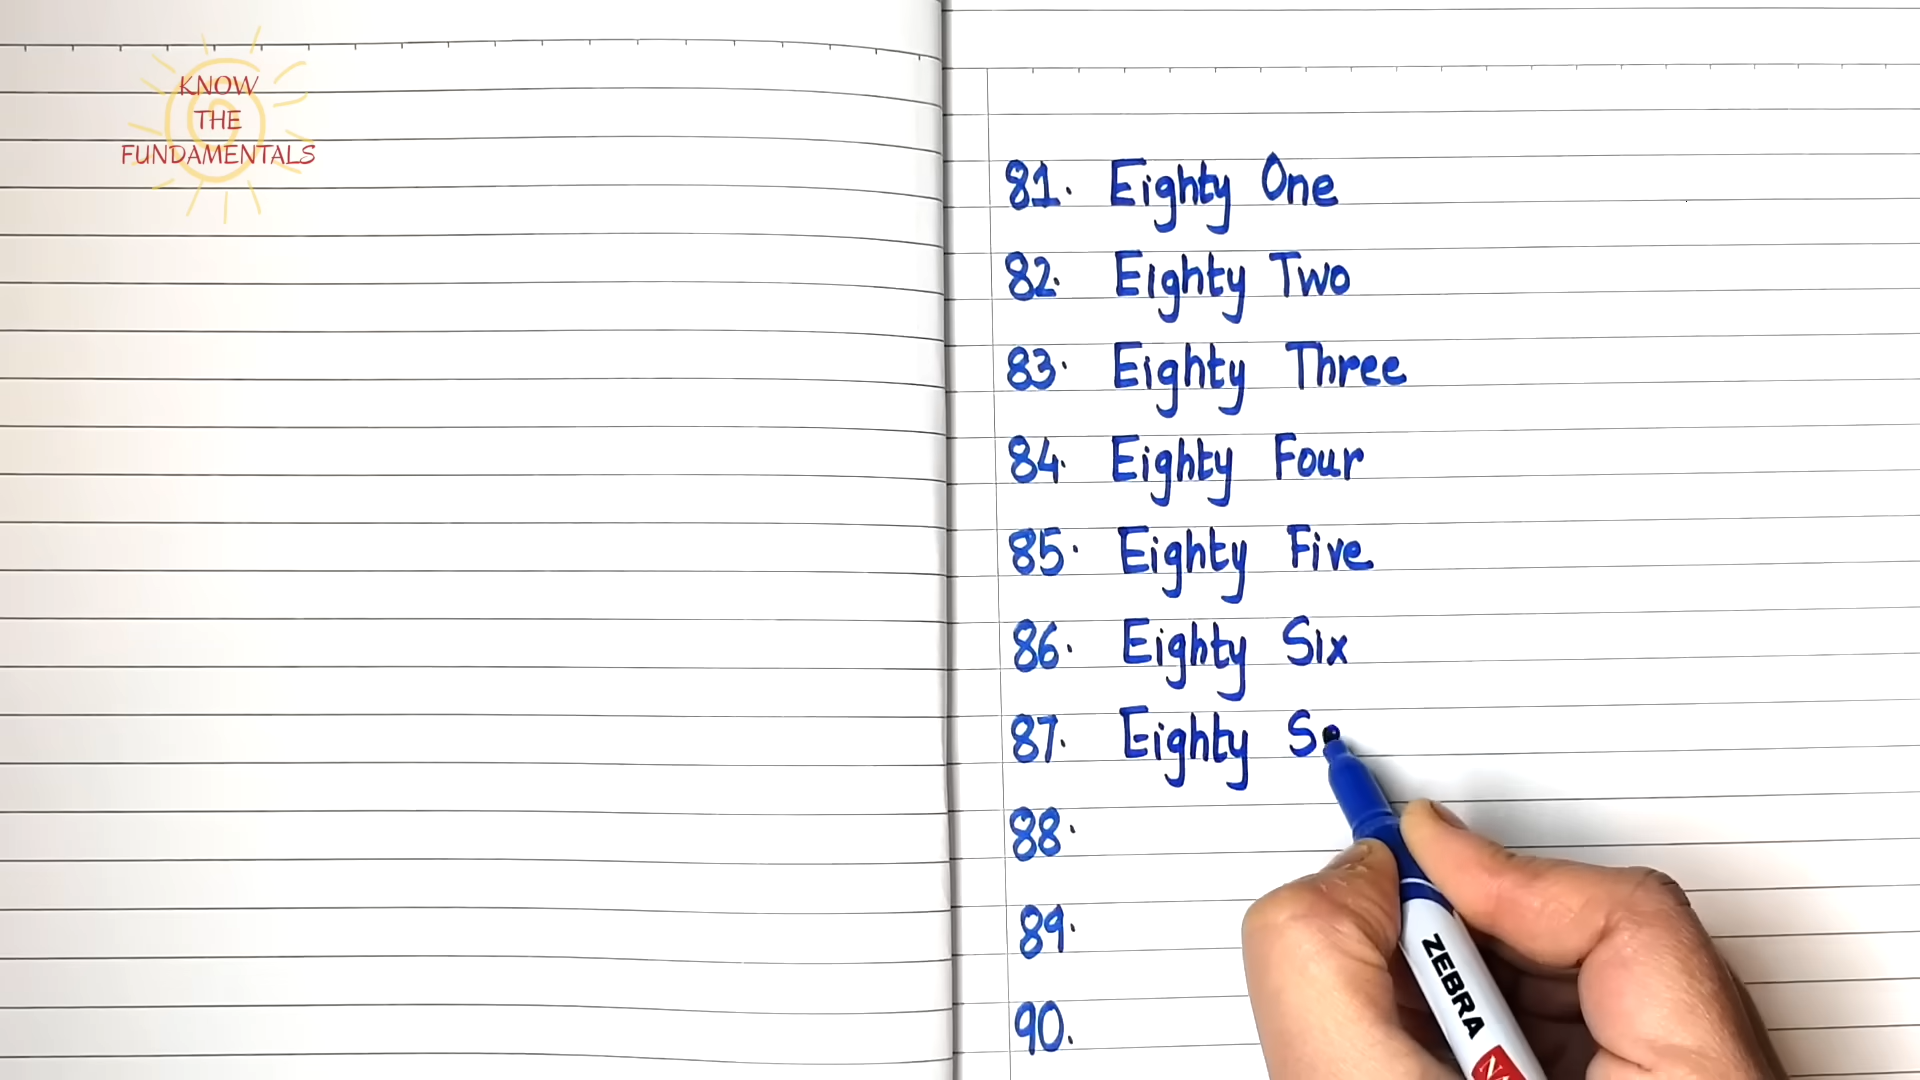 KNOW
THE
FUNDAMENTALS
81. Eighty One
82. Eighty Two
83. Eighty Three
84. Eighty Four
85. Eighty Five
86. Eighty Six
87. Eighty S
88.
89.
90.
ZEBRA